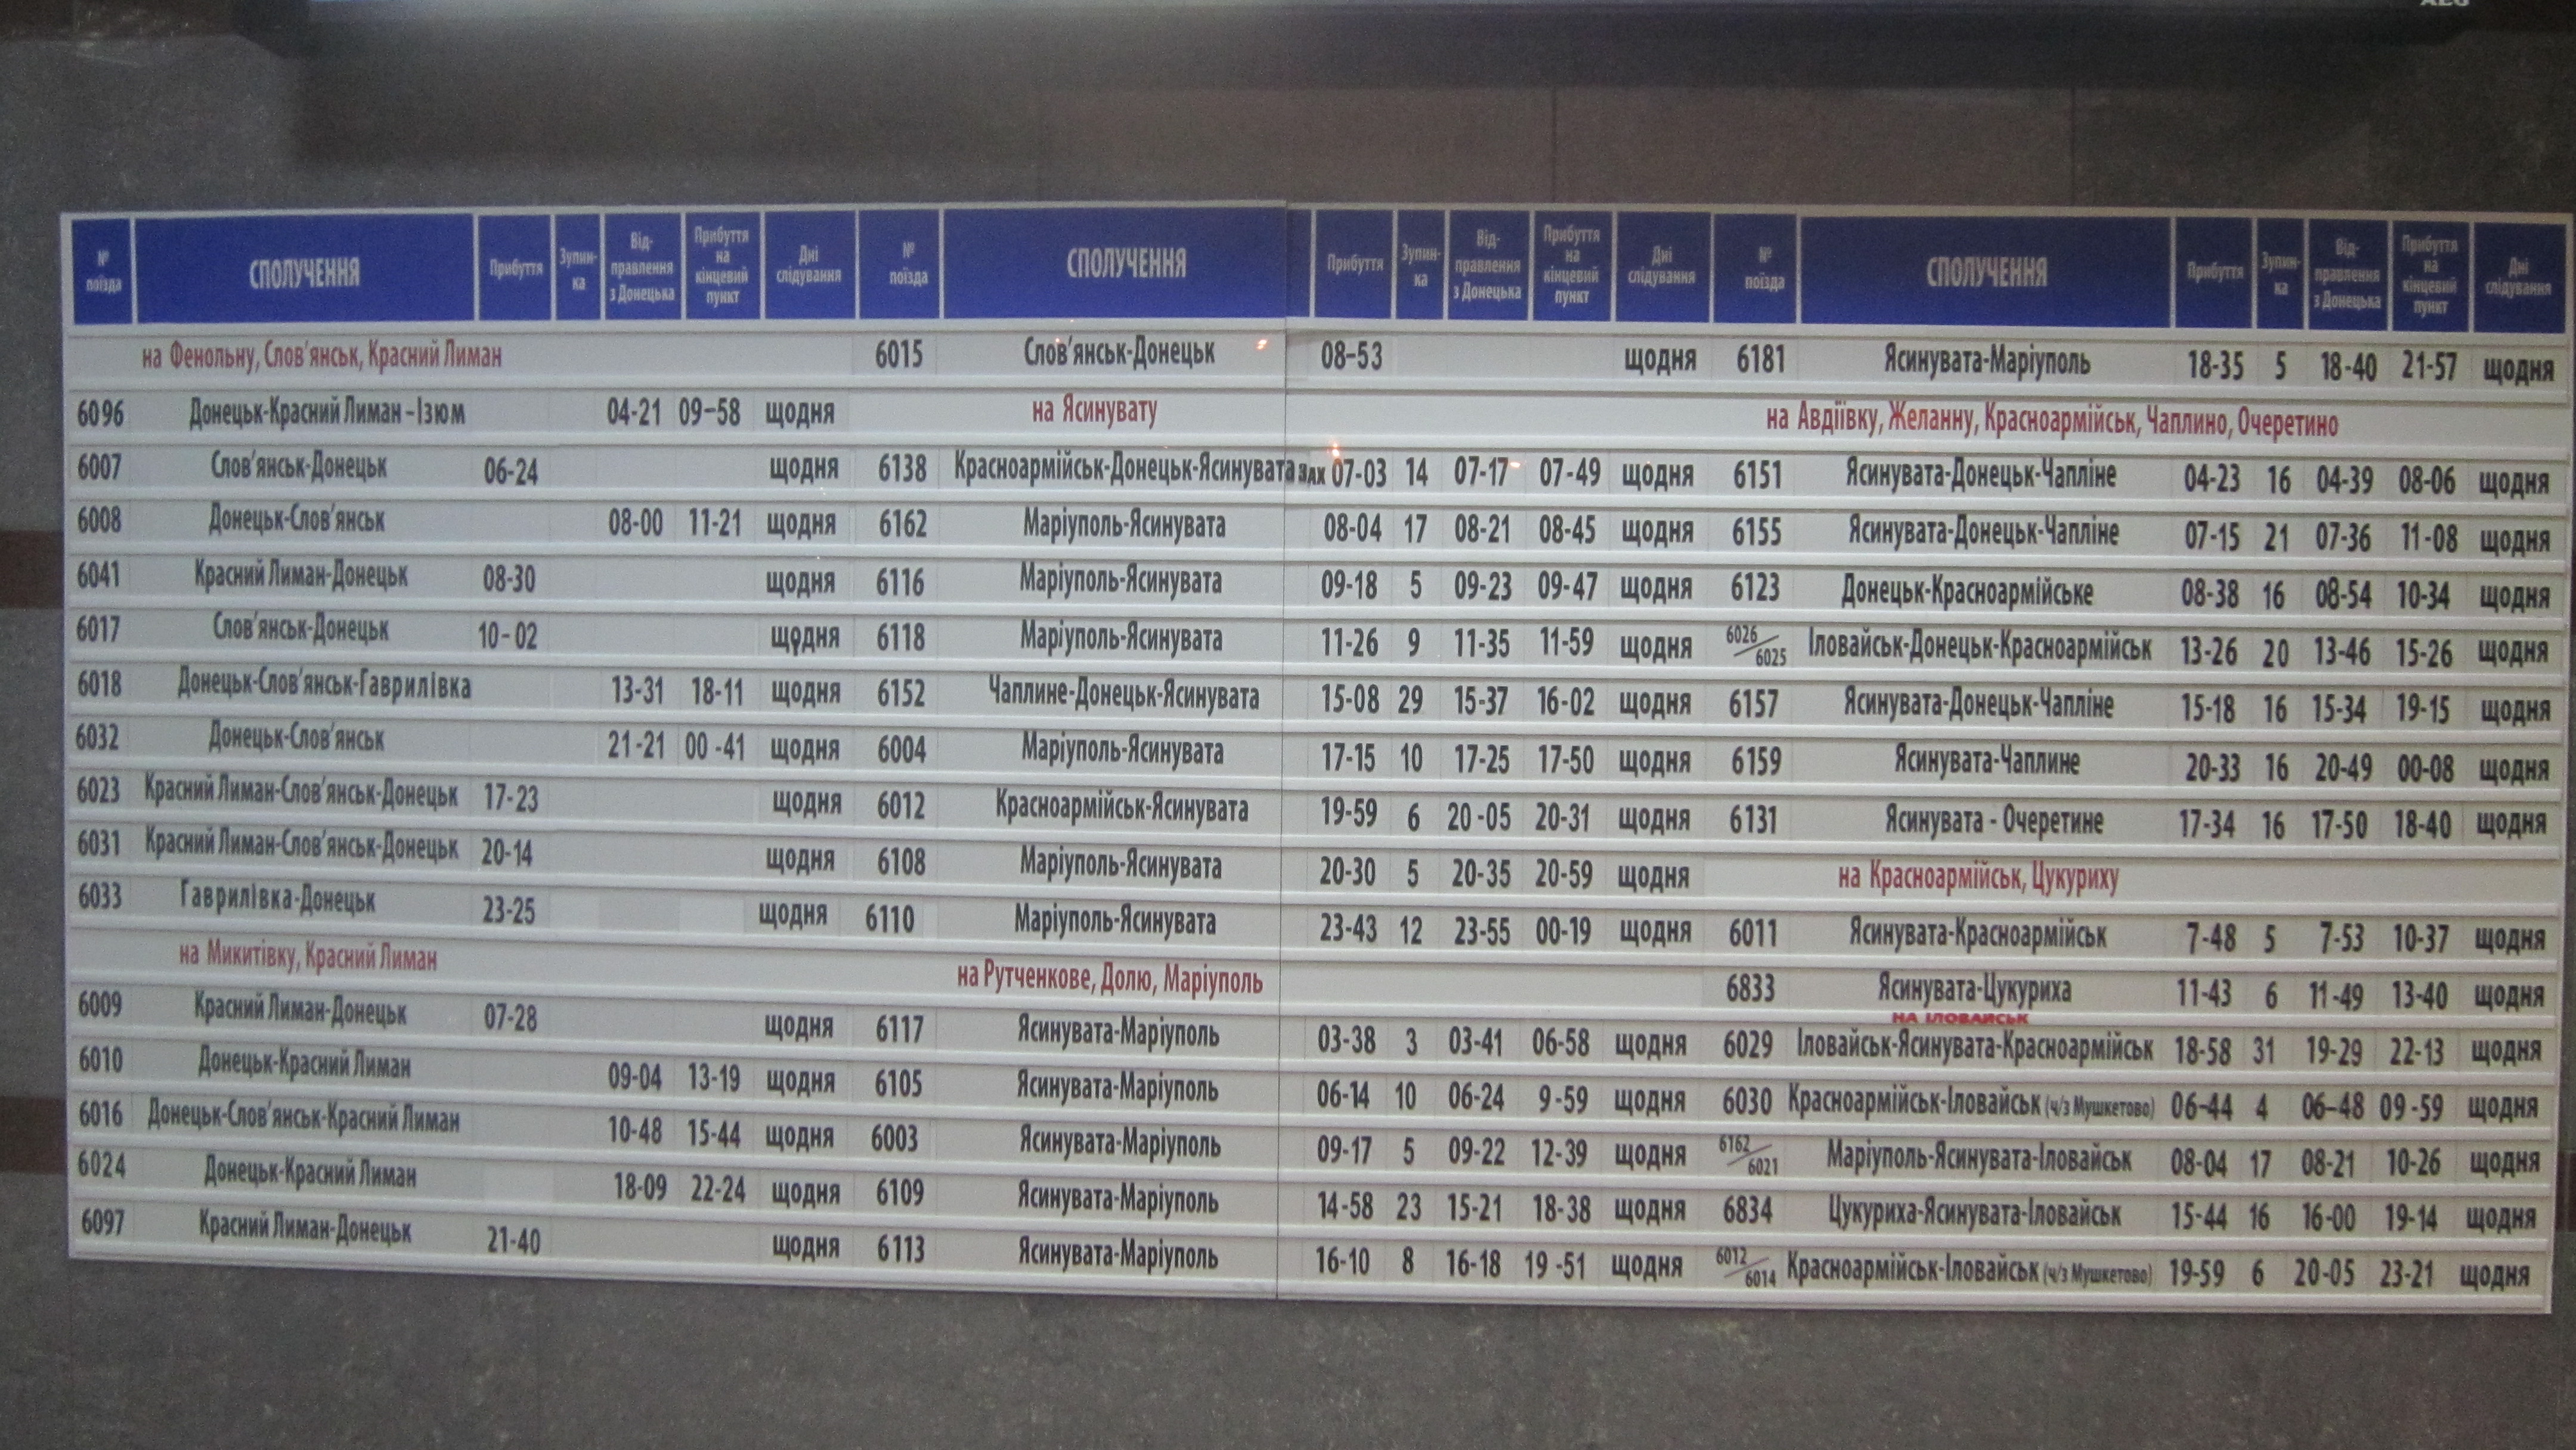 AEG
№ поїзда СПОЛУЧЕННЯ Прибуття Зупин-ка Від-правлення з Донецька Прибуття на кінцевий пункт Дні слідування
на Фенольну, Слов'янськ, Красний Лиман
6096 Донецьк-Красний Лиман-Ізюм 04-21 09-58 щодня
6007 Слов'янськ-Донецьк 06-24 щодня
6008 Донецьк-Слов'янськ 08-00 11-21 щодня
6041 Красний Лиман-Донецьк 08-30 щодня
6017 Слов'янськ-Донецьк 10-02 щодня
6018 Донецьк-Слов'янськ-Гаврилівка 13-31 18-11 щодня
6032 Донецьк-Слов'янськ 21-21 00-41 щодня
6023 Красний Лиман-Слов'янськ-Донецьк 17-23 щодня
6031 Красний Лиман-Слов'янськ-Донецьк 20-14 щодня
6033 Гаврилівка-Донецьк 23-25 щодня
на Микитівку, Красний Лиман
6009 Красний Лиман-Донецьк 07-28 щодня
6010 Донецьк-Красний Лиман 09-04 13-19 щодня
6016 Донецьк-Слов'янськ-Красний Лиман 10-48 15-44 щодня
6024 Донецьк-Красний Лиман 18-09 22-24 щодня
6097 Красний Лиман-Донецьк 21-40 щодня
№ поїзда СПОЛУЧЕННЯ Прибуття Зупин-ка Від-правлення з Донецька Прибуття на кінцевий пункт Дні слідування
6015 Слов'янськ-Донецьк 08-53 щодня
на Ясинувату
6138 Красноармійськ-Донецьк-Ясинувата зах 07-03 14 07-17 07-49 щодня
6162 Маріуполь-Ясинувата 08-04 17 08-21 08-45 щодня
6116 Маріуполь-Ясинувата 09-18 5 09-23 09-47 щодня
6118 Маріуполь-Ясинувата 11-26 9 11-35 11-59 щодня
6152 Чаплине-Донецьк-Ясинувата 15-08 29 15-37 16-02 щодня
6004 Маріуполь-Ясинувата 17-15 10 17-25 17-50 щодня
6012 Красноармійськ-Ясинувата 19-59 6 20-05 20-31 щодня
6108 Маріуполь-Ясинувата 20-30 5 20-35 20-59 щодня
6110 Маріуполь-Ясинувата 23-43 12 23-55 00-19 щодня
на Рутченкове, Долю, Маріуполь
6117 Ясинувата-Маріуполь 03-38 3 03-41 06-58 щодня
6105 Ясинувата-Маріуполь 06-14 10 06-24 9-59 щодня
6003 Ясинувата-Маріуполь 09-17 5 09-22 12-39 щодня
6109 Ясинувата-Маріуполь 14-58 23 15-21 18-38 щодня
6113 Ясинувата-Маріуполь 16-10 8 16-18 19-51 щодня
№ поїзда СПОЛУЧЕННЯ Прибуття Зупин-ка Від-правлення з Донецька Прибуття на кінцевий пункт Дні слідування
6181 Ясинувата-Маріуполь 18-35 5 18-40 21-57 щодня
на Авдіївку, Желанну, Красноармійськ, Чаплино, Очеретино
6151 Ясинувата-Донецьк-Чапліне 04-23 16 04-39 08-06 щодня
6155 Ясинувата-Донецьк-Чапліне 07-15 21 07-36 11-08 щодня
6123 Донецьк-Красноармійське 08-38 16 08-54 10-34 щодня
6026/6025 Іловайськ-Донецьк-Красноармійськ 13-26 20 13-46 15-26 щодня
6157 Ясинувата-Донецьк-Чапліне 15-18 16 15-34 19-15 щодня
6159 Ясинувата-Чаплине 20-33 16 20-49 00-08 щодня
6131 Ясинувата - Очеретине 17-34 16 17-50 18-40 щодня
на Красноармійськ, Цукуриху
6011 Ясинувата-Красноармійськ 7-48 5 7-53 10-37 щодня
6833 Ясинувата-Цукуриха 11-43 6 11-49 13-40 щодня
НА ІЛОВАЙСЬК
6029 Іловайськ-Ясинувата-Красноармійськ 18-58 31 19-29 22-13 щодня
6030 Красноармійськ-Іловайськ (ч/з Мушкетово) 06-44 4 06-48 09-59 щодня
6162/6021 Маріуполь-Ясинувата-Іловайськ 08-04 17 08-21 10-26 щодня
6834 Цукуриха-Ясинувата-Іловайськ 15-44 16 16-00 19-14 щодня
6012/6014 Красноармійськ-Іловайськ (ч/з Мушкетово) 19-59 6 20-05 23-21 щодня